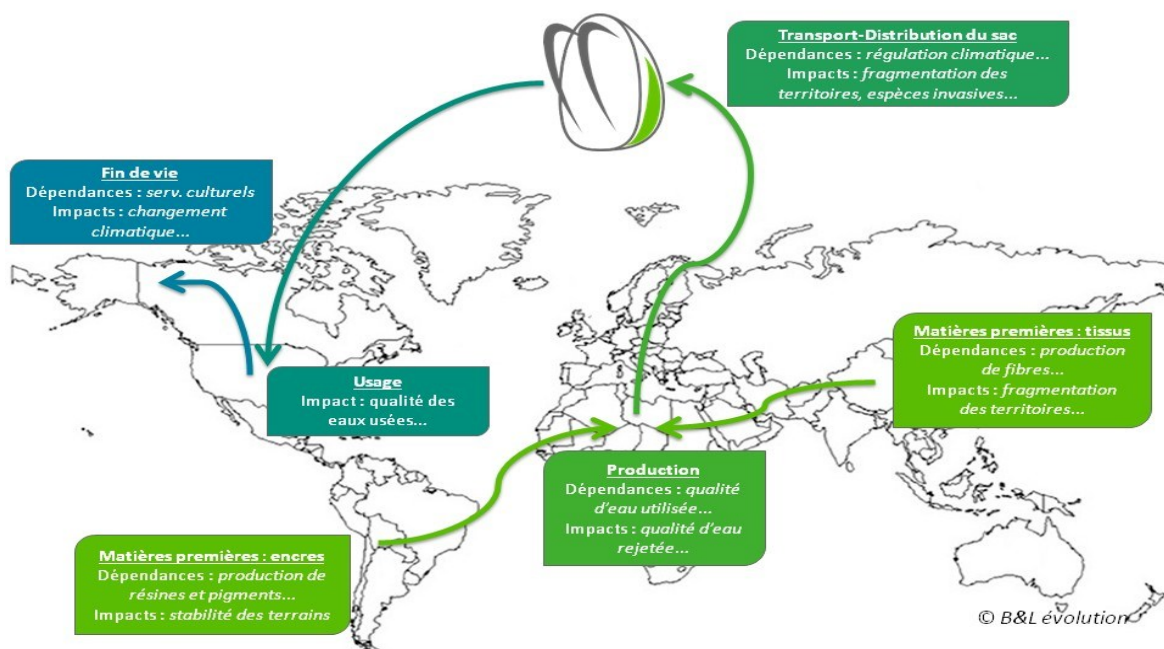 Transport-Distribution du sac
Dépendances : régulation climatique...
Impacts : fragmentation des
territoires, espèces invasives...
Fin de vie
Dépendances : serv. culturels
Impacts : changement
climatique...
Matières premières : tissus
Dépendances : production
de fibres...
Impacts : fragmentation
des territoires...
Usage
Impact : qualité des
eaux usées...
Production
Dépendances : qualité
d'eau utilisée...
Impacts : qualité d'eau
rejetée...
Matières premières : encres
Dépendances : production de
résines et pigments...
Impacts : stabilité des terrains
© B&L évolution